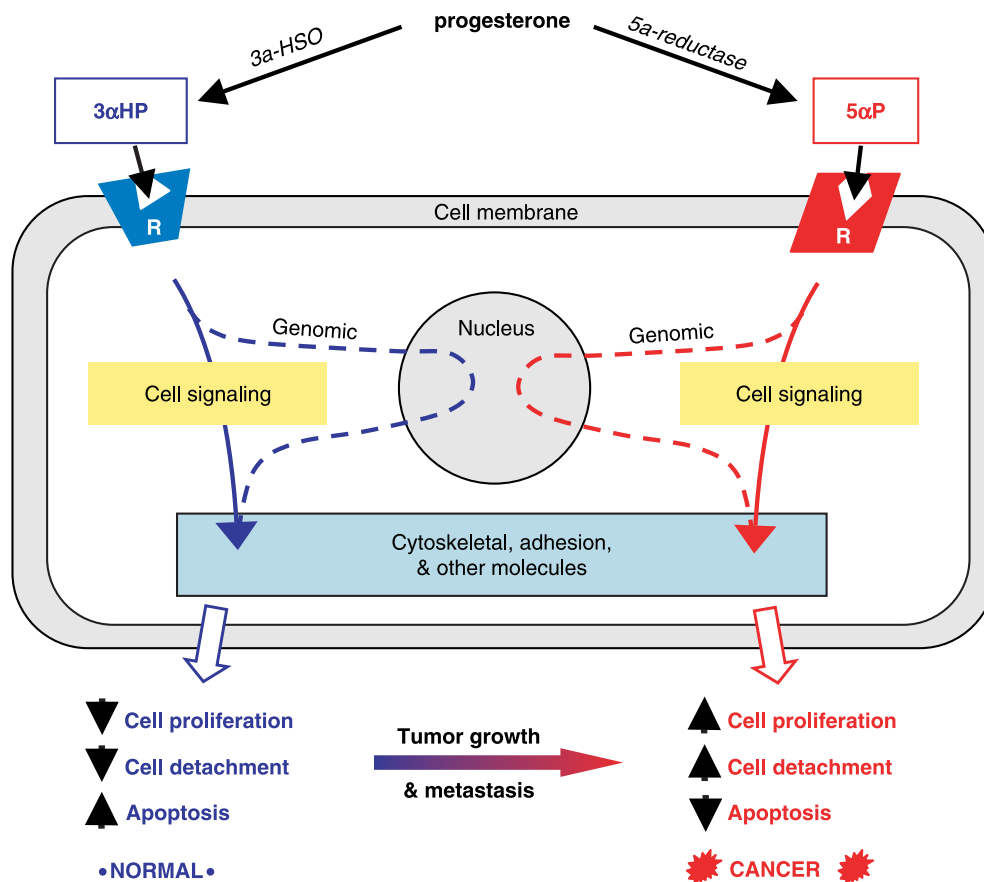 progesterone
3a-HSO
5a-reductase
3αHP
5αP
R
Cell membrane
R
Genomic
Nucleus
Genomic
Cell signaling
Cell signaling
Cytoskeletal, adhesion,
& other molecules
Cell proliferation
Cell detachment
Apoptosis
•NORMAL•
Tumor growth
& metastasis
Cell proliferation
Cell detachment
Apoptosis
CANCER